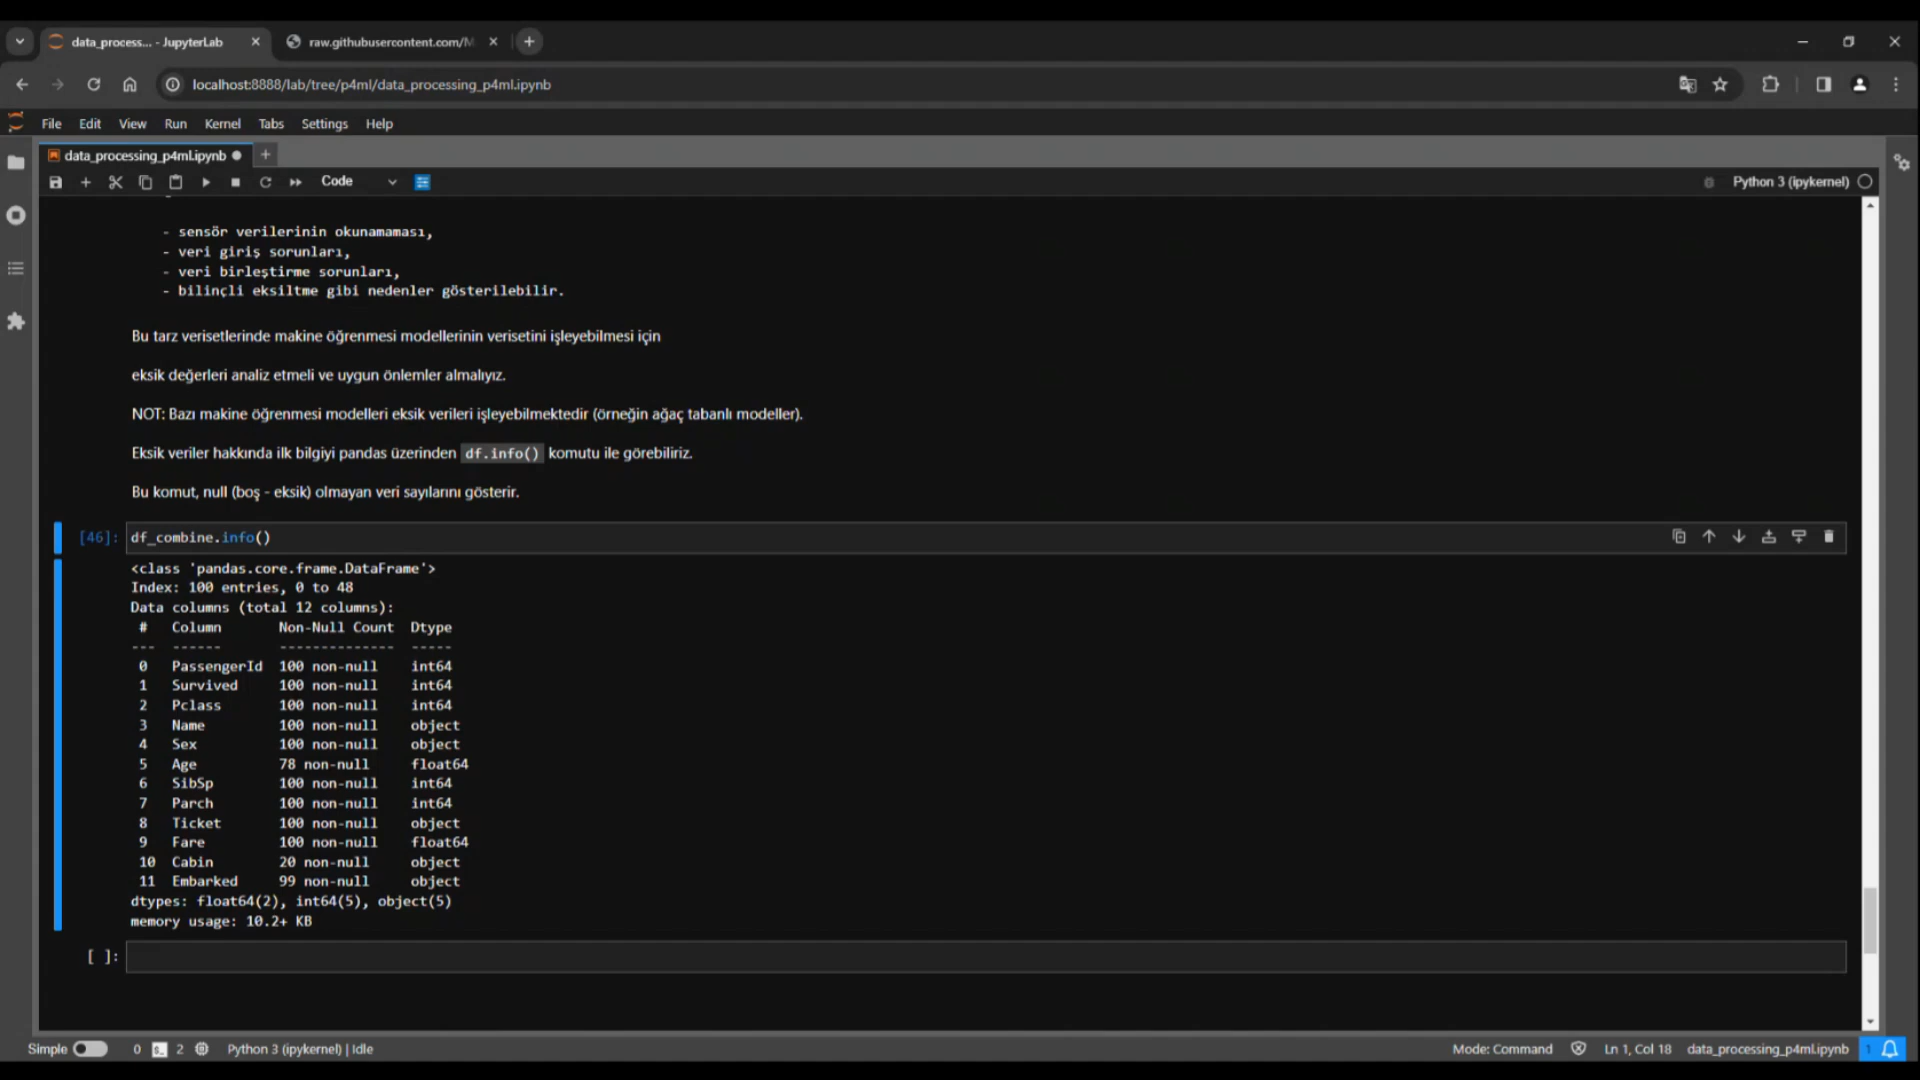 data_process... - JupyterLab
raw.githubusercontent.com/M
localhost:8888/lab/tree/p4ml/data_processing_p4ml.ipynb
File Edit View Run Kernel Tabs Settings Help
data_processing_p4ml.ipynb
Code
Python 3 (ipykernel)
- sensör verilerinin okunamaması,
- veri giriş sorunları,
- veri birleştirme sorunları,
- bilinçli eksiltme gibi nedenler gösterilebilir.
Bu tarz verisetlerinde makine öğrenmesi modellerinin verisetini işleyebilmesi için
eksik değerleri analiz etmeli ve uygun önlemler almalıyız.
NOT: Bazı makine öğrenmesi modelleri eksik verileri işleyebilmektedir (örneğin ağaç tabanlı modeller).
Eksik veriler hakkında ilk bilgiyi pandas üzerinden df.info() komutu ile görebiliriz.
Bu komut, null (boş - eksik) olmayan veri sayılarını gösterir.
[46]: df_combine.info()
<class 'pandas.core.frame.DataFrame'>
Index: 100 entries, 0 to 48
Data columns (total 12 columns):
# Column Non-Null Count Dtype
--- ------ -------------- -----
0 PassengerId 100 non-null int64
1 Survived 100 non-null int64
2 Pclass 100 non-null int64
3 Name 100 non-null object
4 Sex 100 non-null object
5 Age 78 non-null float64
6 SibSp 100 non-null int64
7 Parch 100 non-null int64
8 Ticket 100 non-null object
9 Fare 100 non-null float64
10 Cabin 20 non-null object
11 Embarked 99 non-null object
dtypes: float64(2), int64(5), object(5)
memory usage: 10.2+ KB
[ ]:
Simple 0 2 Python 3 (ipykernel) | Idle Mode: Command Ln 1, Col 18 data_processing_p4ml.ipynb 1